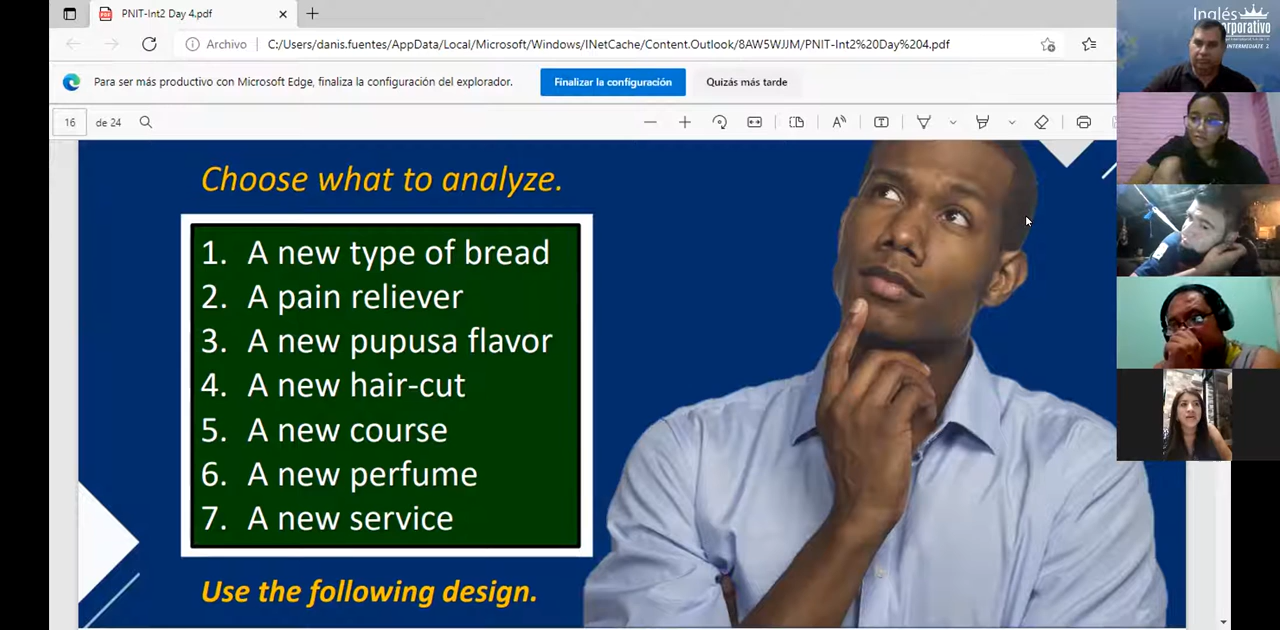 PNIT-Int2 Day 4.pdf
Archivo
C:/Users/danis.fuentes/AppData/Local/Microsoft/Windows/INetCache/Content.Outlook/8AW5WJJM/PNIT-Int2%20Day%204.pdf
Para ser más productivo con Microsoft Edge, finaliza la configuración del explorador.
Finalizar la configuración
Quizás más tarde
16 de 24
Choose what to analyze.
1. A new type of bread
2. A pain reliever
3. A new pupusa flavor
4. A new hair-cut
5. A new course
6. A new perfume
7. A new service
Use the following design.
Inglés
orporativo
INTERMEDIATE 2